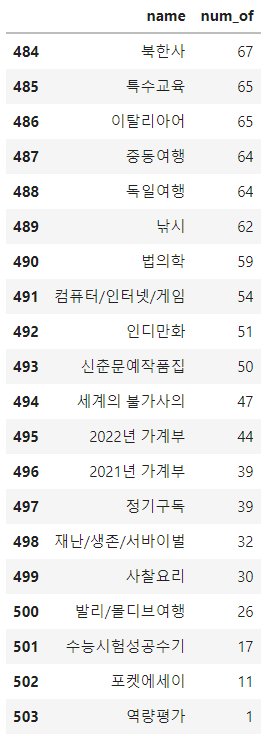 name num_of
484 북한사 67
485 특수교육 65
486 이탈리아어 65
487 중동여행 64
488 독일여행 64
489 낚시 62
490 법의학 59
491 컴퓨터/인터넷/게임 54
492 인디만화 51
493 신춘문예작품집 50
494 세계의 불가사의 47
495 2022년 가계부 44
496 2021년 가계부 39
497 정기구독 39
498 재난/생존/서바이벌 32
499 사찰요리 30
500 발리/몰디브여행 26
501 수능시험성공수기 17
502 포켓에세이 11
503 역량평가 1